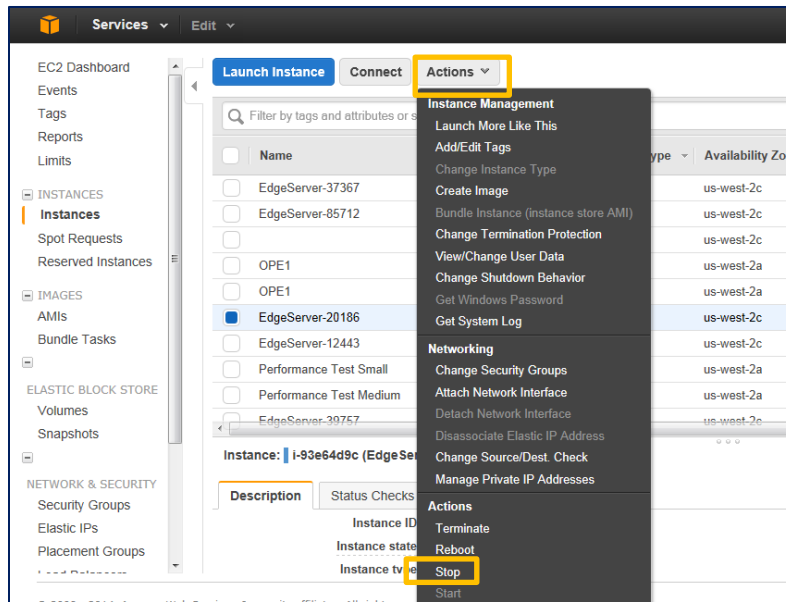 Services Edit
EC2 Dashboard
Events
Tags
Reports
Limits
INSTANCES
Instances
Spot Requests
Reserved Instances
IMAGES
AMIs
Bundle Tasks
ELASTIC BLOCK STORE
Volumes
Snapshots
NETWORK & SECURITY
Security Groups
Elastic IPs
Placement Groups
Launch Instance Connect Actions
Filter by tags and attributes or s
Name ype Availability Zo
EdgeServer-37367 us-west-2c
EdgeServer-85712 us-west-2c
us-west-2c
OPE1 us-west-2a
OPE1 us-west-2a
EdgeServer-20186 us-west-2c
EdgeServer-12443 us-west-2c
Performance Test Small us-west-2a
Performance Test Medium us-west-2a
EdgeServer-39757 us-west-2c
Instance: i-93e64d9c (EdgeSer
Description Status Checks
Instance ID
Instance state
Instance type
Instance Management
Launch More Like This
Add/Edit Tags
Change Instance Type
Create Image
Bundle Instance (instance store AMI)
Change Termination Protection
View/Change User Data
Change Shutdown Behavior
Get Windows Password
Get System Log
Networking
Change Security Groups
Attach Network Interface
Detach Network Interface
Disassociate Elastic IP Address
Change Source/Dest. Check
Manage Private IP Addresses
Actions
Terminate
Reboot
Stop
Start